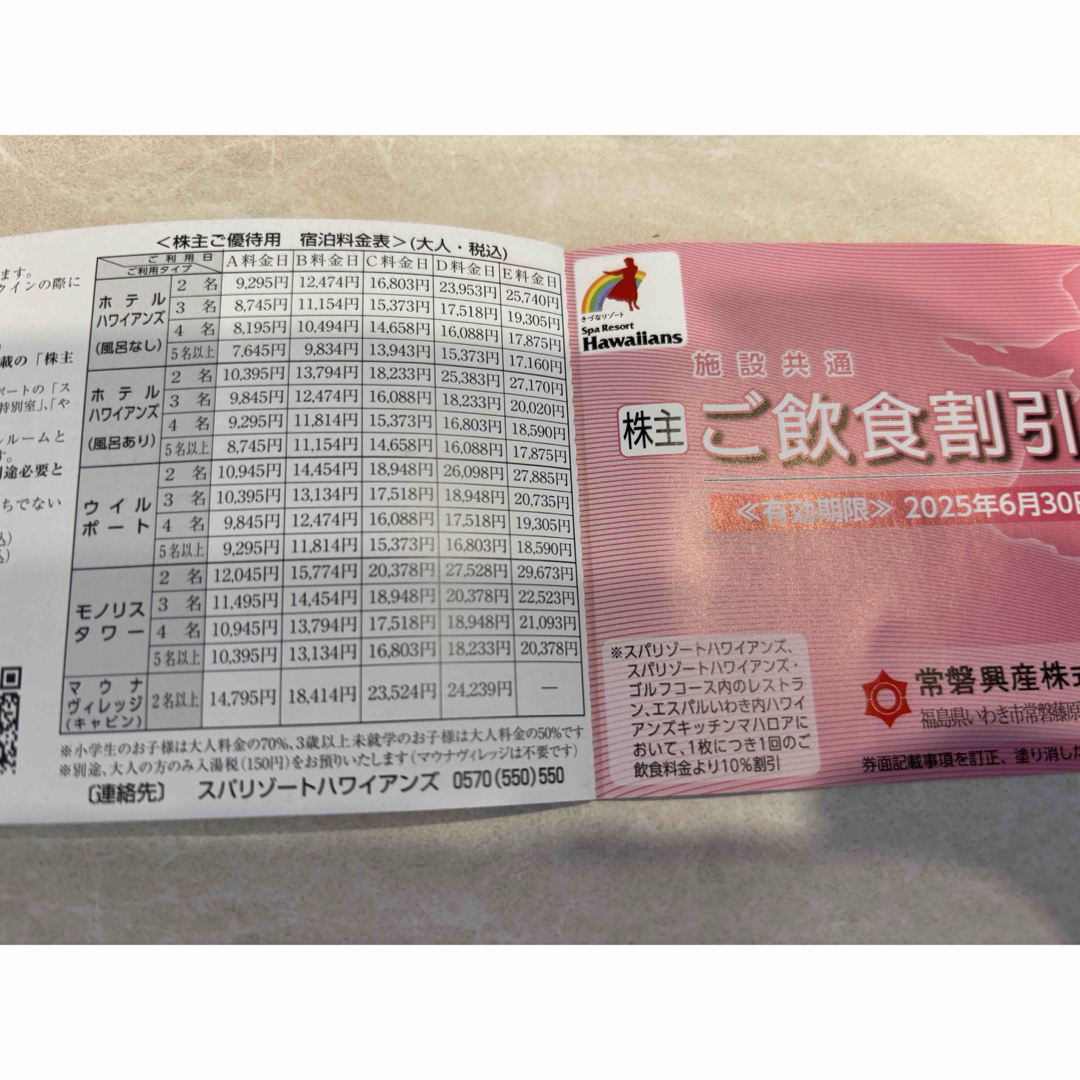 ます。
ウインの際に
載の「株主
ポートの「ス
特別室」、「や
ルームと
す。
途必要と
ちでない
<株主ご優待用 宿泊料金表>(大人・税込)
ご利用日 A料金日 B料金日 C料金日 D料金日 E料金日
ご利用タイプ
ホテルハワイアンズ(風呂なし)
2名 9,295円 12,474円 16,803円 23,953円 25,740円
3名 8,745円 11,154円 15,373円 17,518円 19,305円
4名 8,195円 10,494円 14,658円 16,088円 17,875円
5名以上 7,645円 9,834円 13,943円 15,373円 17,160円
ホテルハワイアンズ(風呂あり)
2名 10,395円 13,794円 18,233円 25,383円 27,170円
3名 9,845円 12,474円 16,088円 18,233円 20,020円
4名 9,295円 11,814円 15,373円 16,803円 18,590円
5名以上 8,745円 11,154円 14,658円 16,088円 17,875円
ウイルポート
2名 10,945円 14,454円 18,948円 26,098円 27,885円
3名 10,395円 13,134円 17,518円 18,948円 20,735円
4名 9,845円 12,474円 16,088円 17,518円 19,305円
5名以上 9,295円 11,814円 15,373円 16,803円 18,590円
モノリスタワー
2名 12,045円 15,774円 20,378円 27,528円 29,673円
3名 11,495円 14,454円 18,948円 20,378円 22,523円
4名 10,945円 13,794円 17,518円 18,948円 21,093円
5名以上 10,395円 13,134円 16,803円 18,233円 20,378円
マウナヴィレッジ(キャビン)
2名以上 14,795円 18,414円 23,524円 24,239円 —
※小学生のお子様は大人料金の70%、3歳以上未就学のお子様は大人料金の50%です
※別途、大人の方のみ入湯税(150円)をお預りいたします(マウナヴィレッジは不要です)
〔連絡先〕 スパリゾートハワイアンズ 0570(550)550
きづなリゾート
Spa Resort
Hawaiians
施設共通
株主 ご飲食割引
≪有効期限≫ 2025年6月30日
※スパリゾートハワイアンズ、
スパリゾートハワイアンズ・
ゴルフコース内のレストラ
ン、エスパルいわき内ハワイ
アンズキッチンマハロアに
おいて、1枚につき1回のご
飲食料金より10%割引
常磐興産株式
福島県いわき市常磐藤原
券面記載事項を訂正、塗り消した